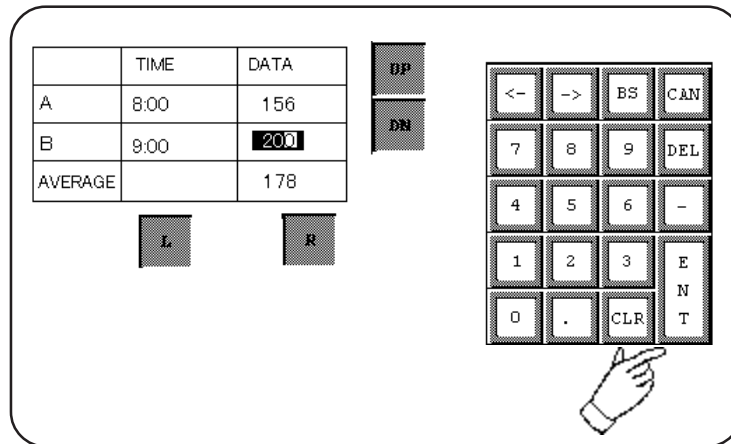 TIME DATA
A 8:00 156
B 9:00 200
AVERAGE 178
UP
DN
L R
<- -> BS CAN
7 8 9 DEL
4 5 6 -
1 2 3 ENT
0 . CLR